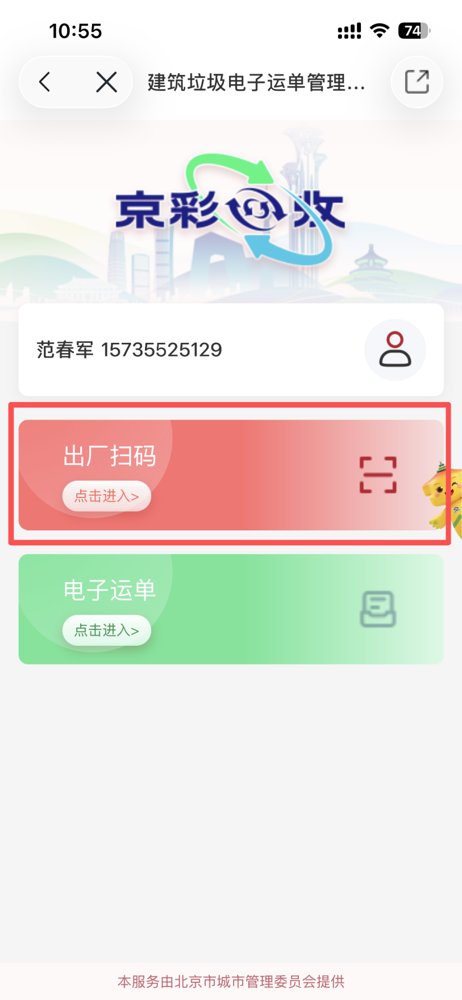 10:55
74
建筑垃圾电子运单管理...
京彩回收
范春军 15735525129
出厂扫码
点击进入>
电子运单
点击进入>
本服务由北京市城市管理委员会提供